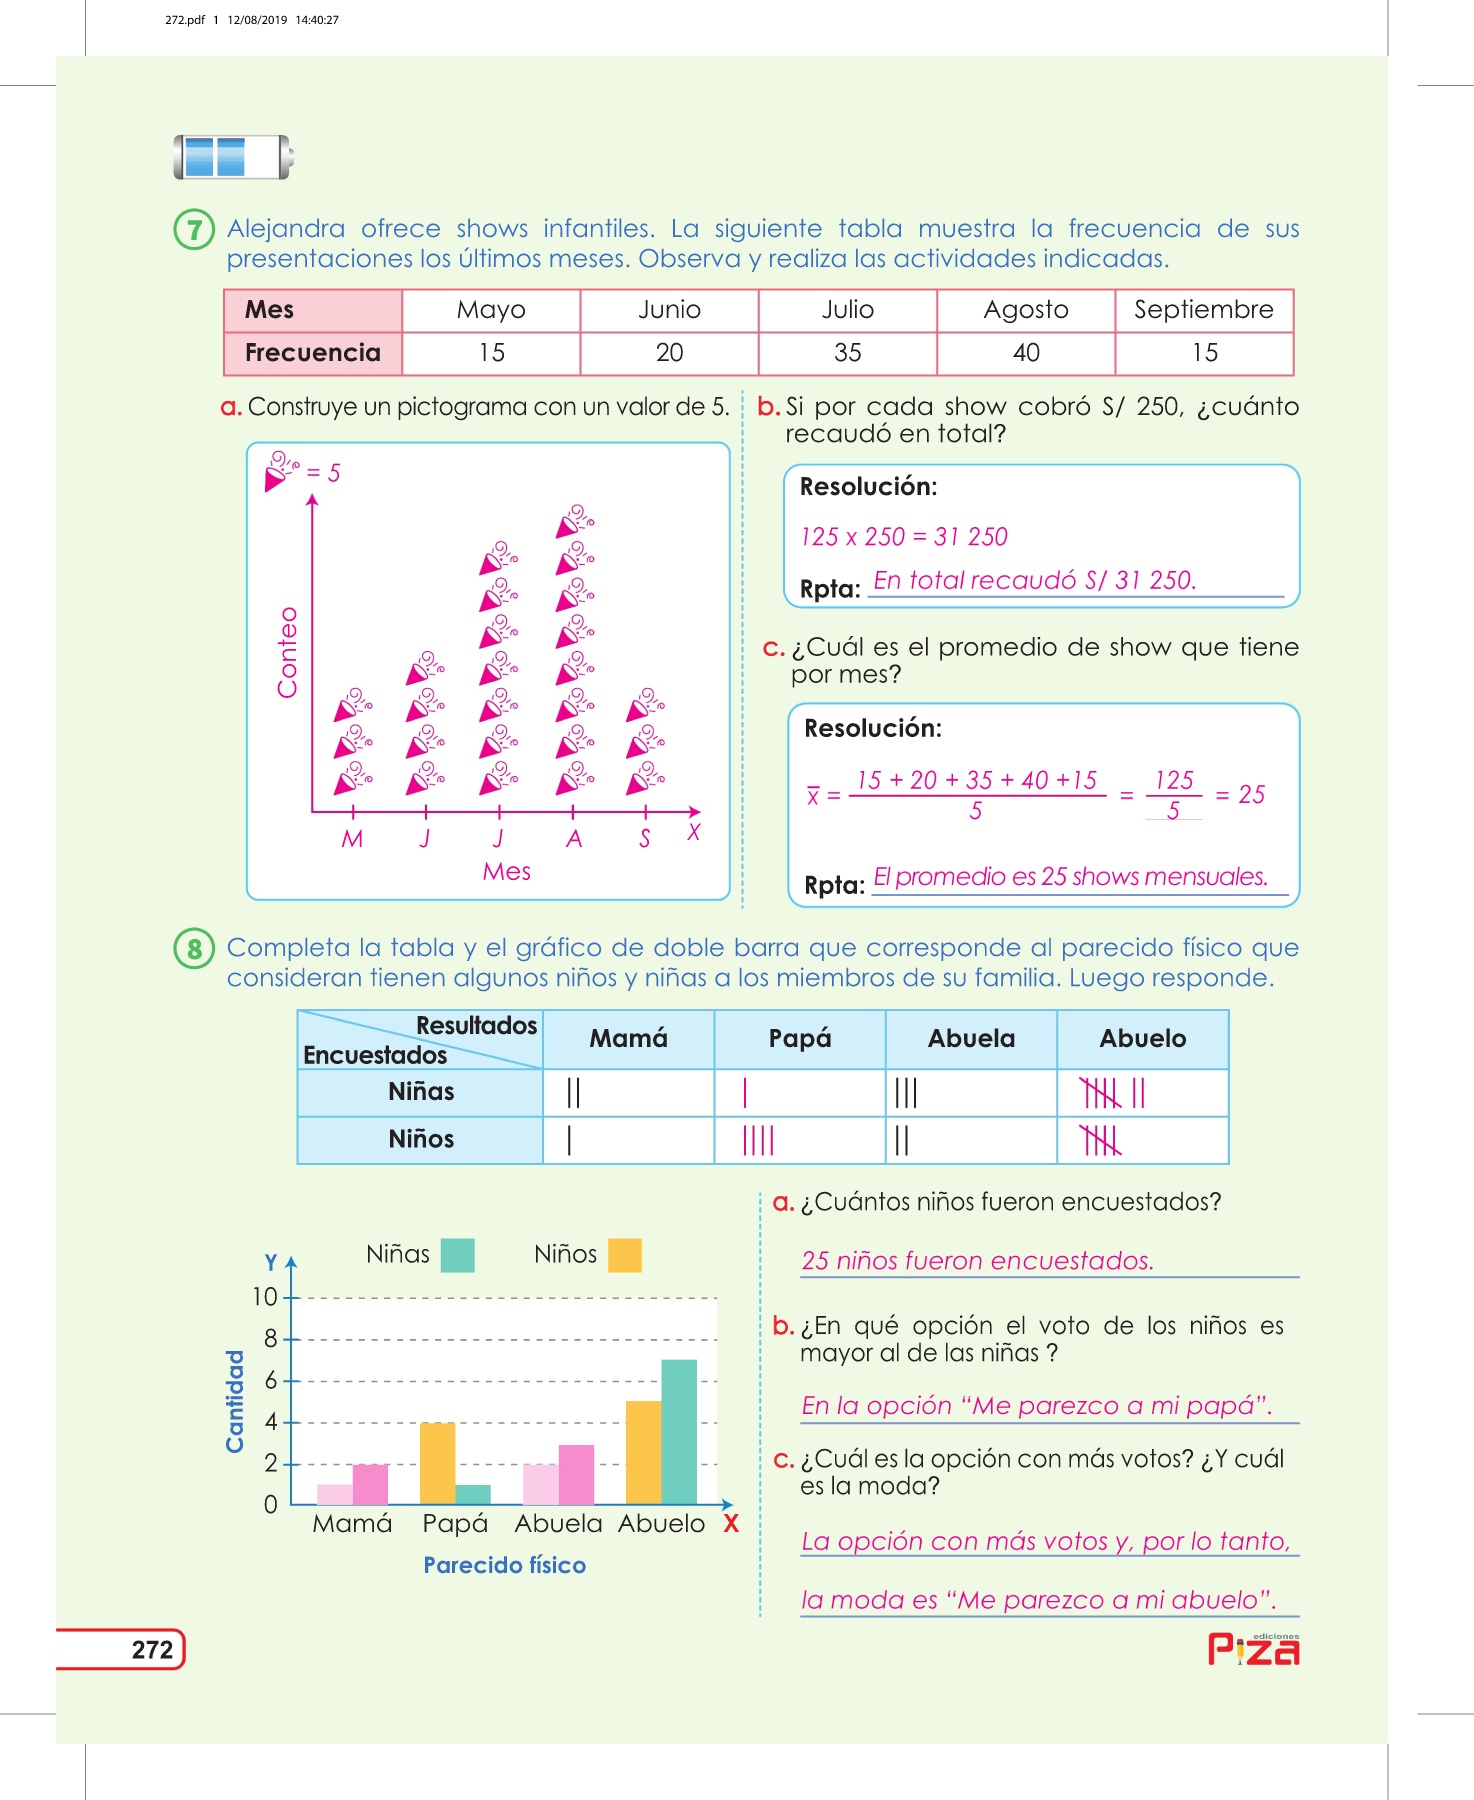 272.pdf 1 12/08/2019 14:40:27
7 Alejandra ofrece shows infantiles. La siguiente tabla muestra la frecuencia de sus
presentaciones los últimos meses. Observa y realiza las actividades indicadas.
Mes Mayo Junio Julio Agosto Septiembre
Frecuencia 15 20 35 40 15
a. Construye un pictograma con un valor de 5.
= 5
Conteo
M J J A S X
Mes
b. Si por cada show cobró S/ 250, ¿cuánto
recaudó en total?
Resolución:
125 x 250 = 31 250
Rpta: En total recaudó S/ 31 250.
c. ¿Cuál es el promedio de show que tiene
por mes?
Resolución:
x̅ = 15 + 20 + 35 + 40 +15 / 5 = 125 / 5 = 25
Rpta: El promedio es 25 shows mensuales.
8 Completa la tabla y el gráfico de doble barra que corresponde al parecido físico que
consideran tienen algunos niños y niñas a los miembros de su familia. Luego responde.
Resultados
Encuestados
Mamá Papá Abuela Abuelo
Niñas || | ||| |||||  ||
Niños | |||| || |||||
Niñas Niños
Y
10
8
6
4
2
0
Cantidad
Mamá Papá Abuela Abuelo X
Parecido físico
a. ¿Cuántos niños fueron encuestados?
25 niños fueron encuestados.
b. ¿En qué opción el voto de los niños es
mayor al de las niñas ?
En la opción “Me parezco a mi papá”.
c. ¿Cuál es la opción con más votos? ¿Y cuál
es la moda?
La opción con más votos y, por lo tanto,
la moda es “Me parezco a mi abuelo”.
272
ediciones
Piza